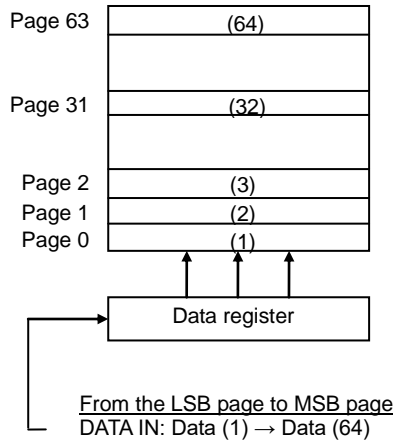 Page 63 (64)
Page 31 (32)
Page 2 (3)
Page 1 (2)
Page 0 (1)
Data register
From the LSB page to MSB page
DATA IN: Data (1) → Data (64)